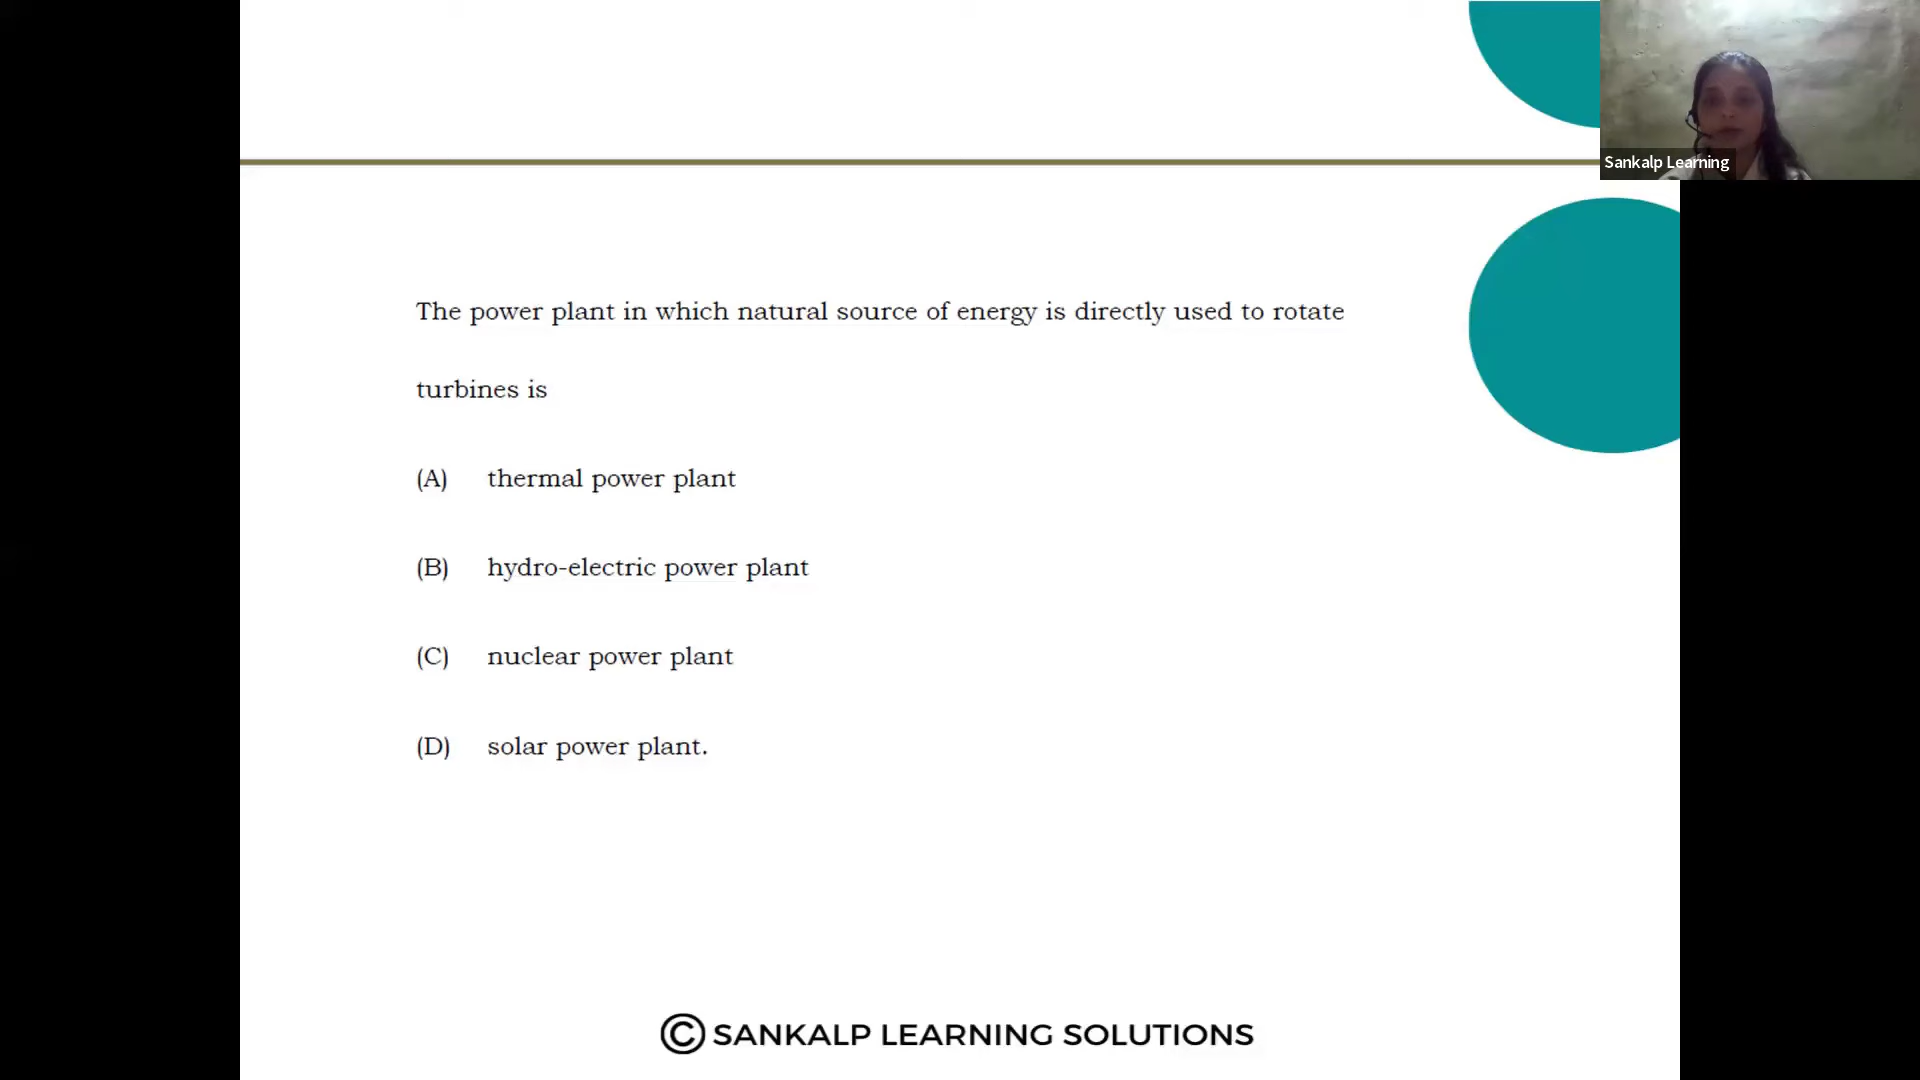 Sankalp Learning
The power plant in which natural source of energy is directly used to rotate
turbines is
(A) thermal power plant
(B) hydro-electric power plant
(C) nuclear power plant
(D) solar power plant.
© SANKALP LEARNING SOLUTIONS